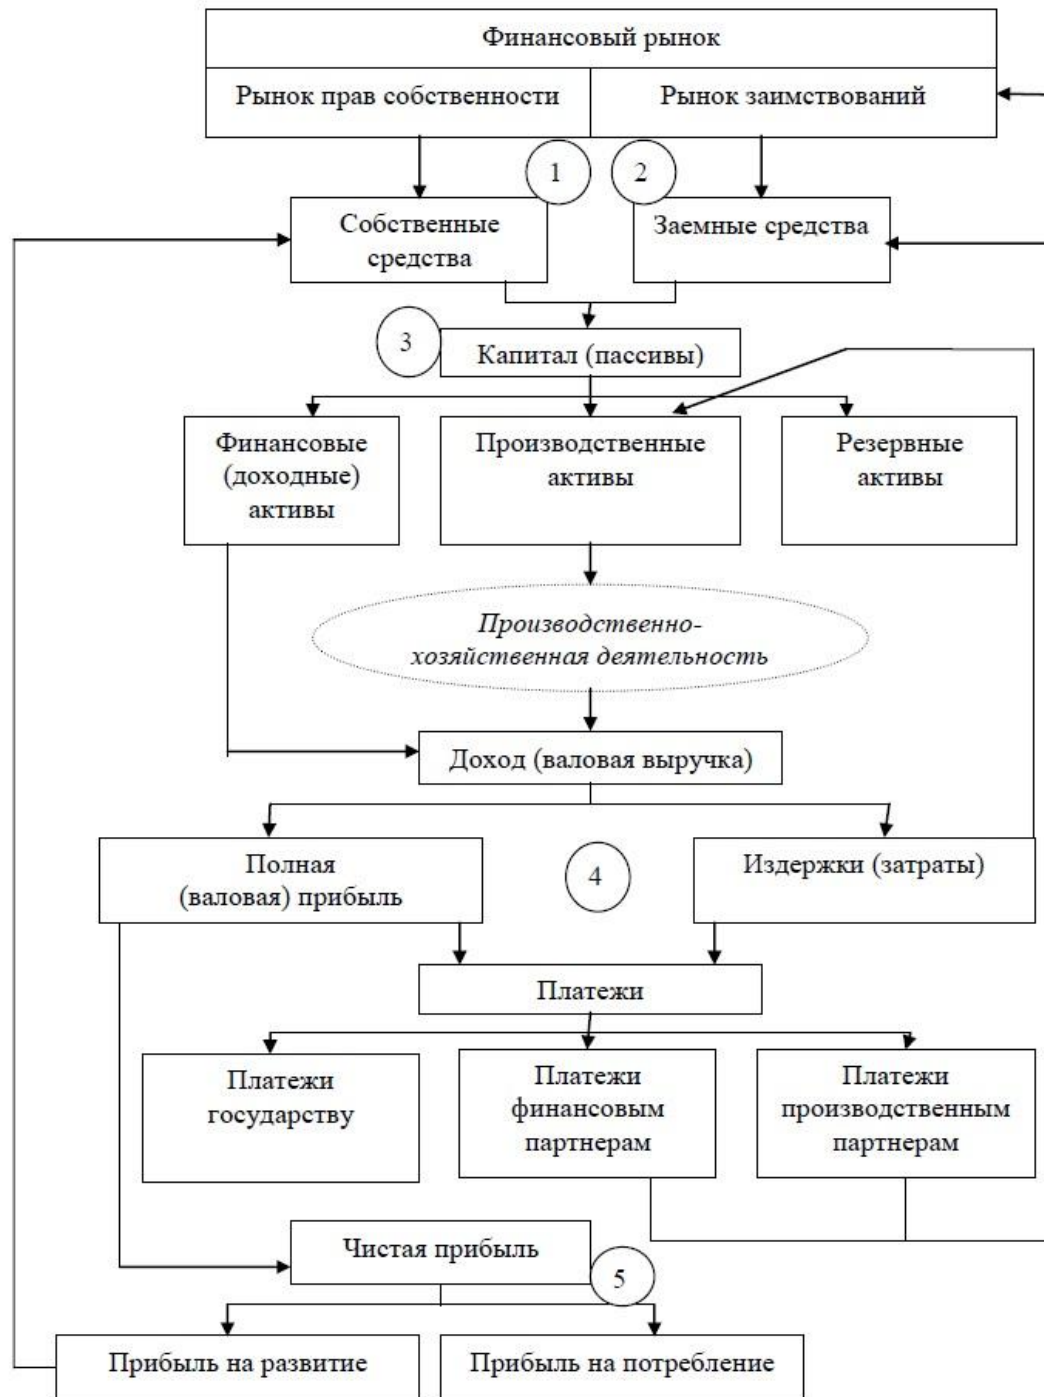 Финансовый рынок
Рынок прав собственности
Рынок заимствований
1
2
Собственные
средства
Заемные средства
3
Капитал (пассивы)
Финансовые
(доходные)
активы
Производственные
активы
Резервные
активы
Производственно-
хозяйственная деятельность
Доход (валовая выручка)
Полная
(валовая) прибыль
4
Издержки (затраты)
Платежи
Платежи
государству
Платежи
финансовым
партнерам
Платежи
производственным
партнерам
Чистая прибыль
5
Прибыль на развитие
Прибыль на потребление